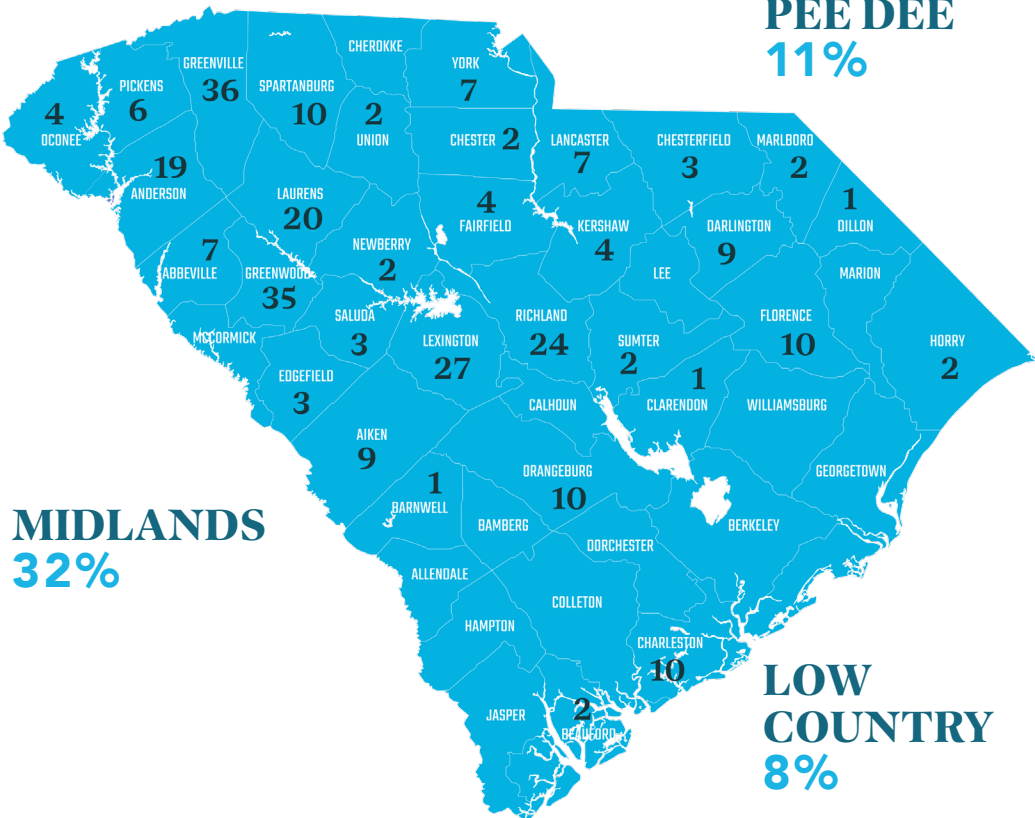 PEE DEE
11%
CHEROKKE
YORK
7
GREENVILLE
36
PICKENS
6
SPARTANBURG
10
4
OCONEE
2
UNION
CHESTER 2
LANCASTER
7
CHESTERFIELD
3
MARLBORO
2
19
ANDERSON
LAURENS
20
4
FAIRFIELD
KERSHAW
4
DARLINGTON
9
1
DILLON
7
ABBEVILLE
GREENWOOD
35
NEWBERRY
2
LEE
MARION
SALUDA
3
LEXINGTON
27
RICHLAND
24
SUMTER
2
FLORENCE
10
HORRY
2
MCCORMICK
EDGEFIELD
3
CALHOUN
1
CLARENDON
WILLIAMSBURG
AIKEN
9
ORANGEBURG
10
GEORGETOWN
1
BARNWELL
BAMBERG
BERKELEY
MIDLANDS
32%
DORCHESTER
ALLENDALE
COLLETON
HAMPTON
CHARLESTON
10
JASPER
2
BEAUFORD
LOW
COUNTRY
8%